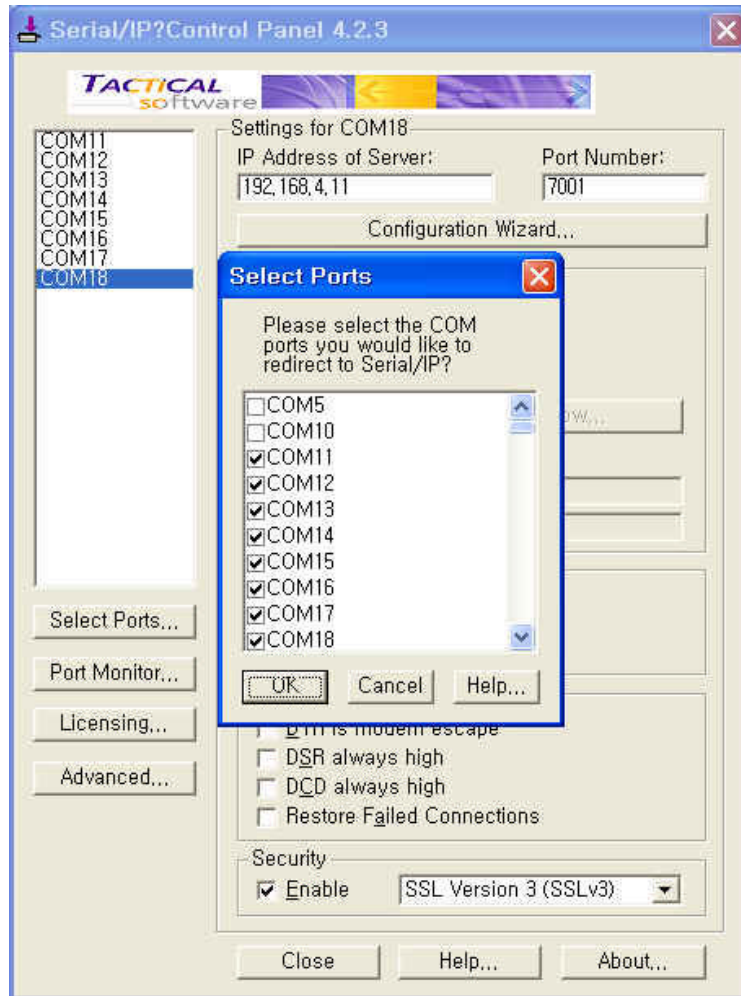 Serial/IP?Control Panel 4.2.3
TACTICAL
software
COM11
COM12
COM13
COM14
COM15
COM16
COM17
COM18
Select Ports...
Port Monitor...
Licensing...
Advanced...
Settings for COM18
IP Address of Server:
Port Number:
192,168,4,11
7001
Configuration Wizard...
Select Ports
Please select the COM
ports you would like to
redirect to Serial/IP?
COM5
COM10
COM11
COM12
COM13
COM14
COM15
COM16
COM17
COM18
OK
Cancel
Help...
DTR is modem escape
DSR always high
DCD always high
Restore Failed Connections
Security
Enable
SSL Version 3 (SSLv3)
Close
Help...
About...